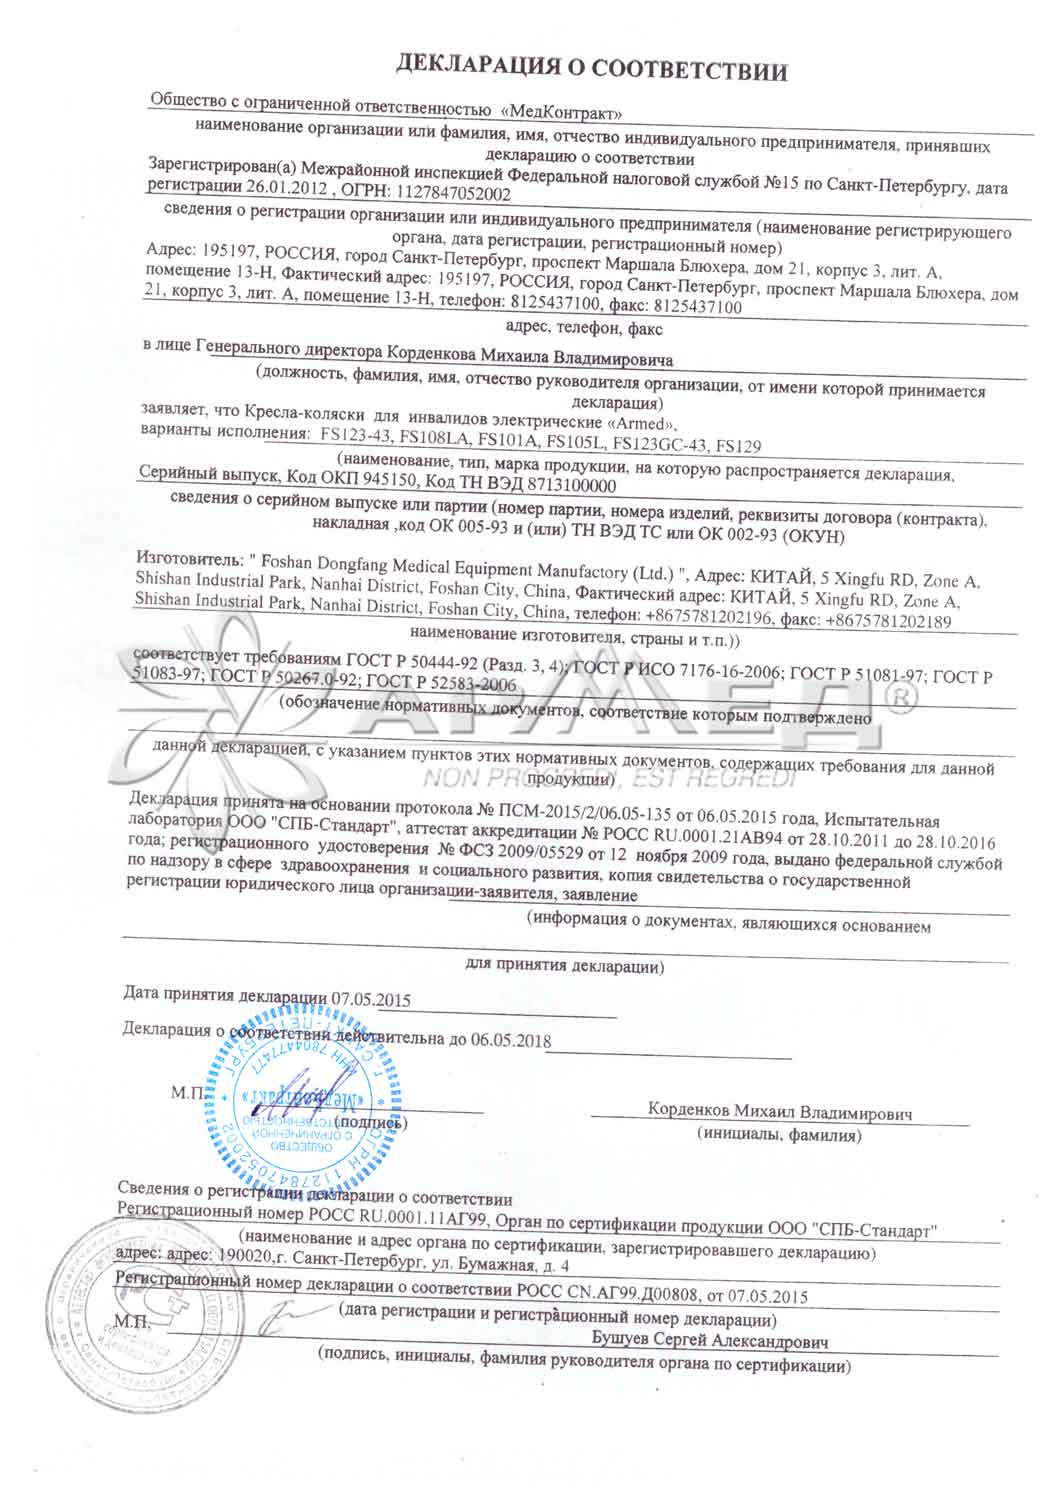 ДЕКЛАРАЦИЯ О СООТВЕТСТВИИ
Общество с ограниченной ответственностью «МедКонтракт»
наименование организации или фамилия, имя, отчество индивидуального предпринимателя, принявших
декларацию о соответствии
Зарегистрирован(а) Межрайонной инспекцией Федеральной налоговой службой №15 по Санкт-Петербургу, дата
регистрации 26.01.2012 , ОГРН: 1127847052002
сведения о регистрации организации или индивидуального предпринимателя (наименование регистрирующего
органа, дата регистрации, регистрационный номер)
Адрес: 195197, РОССИЯ, город Санкт-Петербург, проспект Маршала Блюхера, дом 21, корпус 3, лит. А,
помещение 13-Н, Фактический адрес: 195197, РОССИЯ, город Санкт-Петербург, проспект Маршала Блюхера, дом
21, корпус 3, лит. А, помещение 13-Н, телефон: 8125437100, факс: 8125437100
адрес, телефон, факс
в лице Генерального директора Корденкова Михаила Владимировича
(должность, фамилия, имя, отчество руководителя организации, от имени которой принимается
декларация)
заявляет, что Кресла-коляски для инвалидов электрические «Armed»,
варианты исполнения: FS123-43, FS108LA, FS101A, FS105L, FS123GC-43, FS129
(наименование, тип, марка продукции, на которую распространяется декларация,
Серийный выпуск, Код ОКП 945150, Код ТН ВЭД 8713100000
сведения о серийном выпуске или партии (номер партии, номера изделий, реквизиты договора (контракта),
накладная ,код ОК 005-93 и (или) ТН ВЭД ТС или ОК 002-93 (ОКУН)
Изготовитель: " Foshan Dongfang Medical Equipment Manufactory (Ltd.) ", Адрес: КИТАЙ, 5 Xingfu RD, Zone A,
Shishan Industrial Park, Nanhai District, Foshan City, China, Фактический адрес: КИТАЙ, 5 Xingfu RD, Zone A,
Shishan Industrial Park, Nanhai District, Foshan City, China, телефон: +8675781202196, факс: +8675781202189
наименование изготовителя, страны и т.п.))
соответствует требованиям ГОСТ Р 50444-92 (Разд. 3, 4); ГОСТ Р ИСО 7176-16-2006; ГОСТ Р 51081-97; ГОСТ Р
51083-97; ГОСТ Р 50267.0-92; ГОСТ Р 52583-2006
(обозначение нормативных документов, соответствие которым подтверждено
АРМЕД®
данной декларацией, с указанием пунктов этих нормативных документов, содержащих требования для данной
продукции)
NON PROGREDI, EST REGREDI
Декларация принята на основании протокола № ПСМ-2015/2/06.05-135 от 06.05.2015 года, Испытательная
лаборатория ООО "СПБ-Стандарт", аттестат аккредитации № РОСС RU.0001.21АВ94 от 28.10.2011 до 28.10.2016
года; регистрационного удостоверения № ФСЗ 2009/05529 от 12 ноября 2009 года, выдано федеральной службой
по надзору в сфере здравоохранения и социального развития, копия свидетельства о государственной
регистрации юридического лица организации-заявителя, заявление
(информация о документах, являющихся основанием
для принятия декларации)
Дата принятия декларации 07.05.2015
Декларация о соответствии действительна до 06.05.2018
М.П.
(подпись)
Корденков Михаил Владимирович
(инициалы, фамилия)
ОБЩЕСТВО
С ОГРАНИЧЕННОЙ
ОТВЕТСТВЕННОСТЬЮ
«МедКонтракт»
ИНН 7804477477
г. САНКТ-ПЕТЕРБУРГ * ОГРН 1127847052002 *
Сведения о регистрации декларации о соответствии
Регистрационный номер РОСС RU.0001.11АГ99, Орган по сертификации продукции ООО "СПБ-Стандарт"
(наименование и адрес органа по сертификации, зарегистрировавшего декларацию)
адрес: адрес: 190020,г. Санкт-Петербург, ул. Бумажная, д. 4
Регистрационный номер декларации о соответствии РОСС CN.АГ99.Д00808, от 07.05.2015
(дата регистрации и регистрационный номер декларации)
М.П.
Бушуев Сергей Александрович
(подпись, инициалы, фамилия руководителя органа по сертификации)